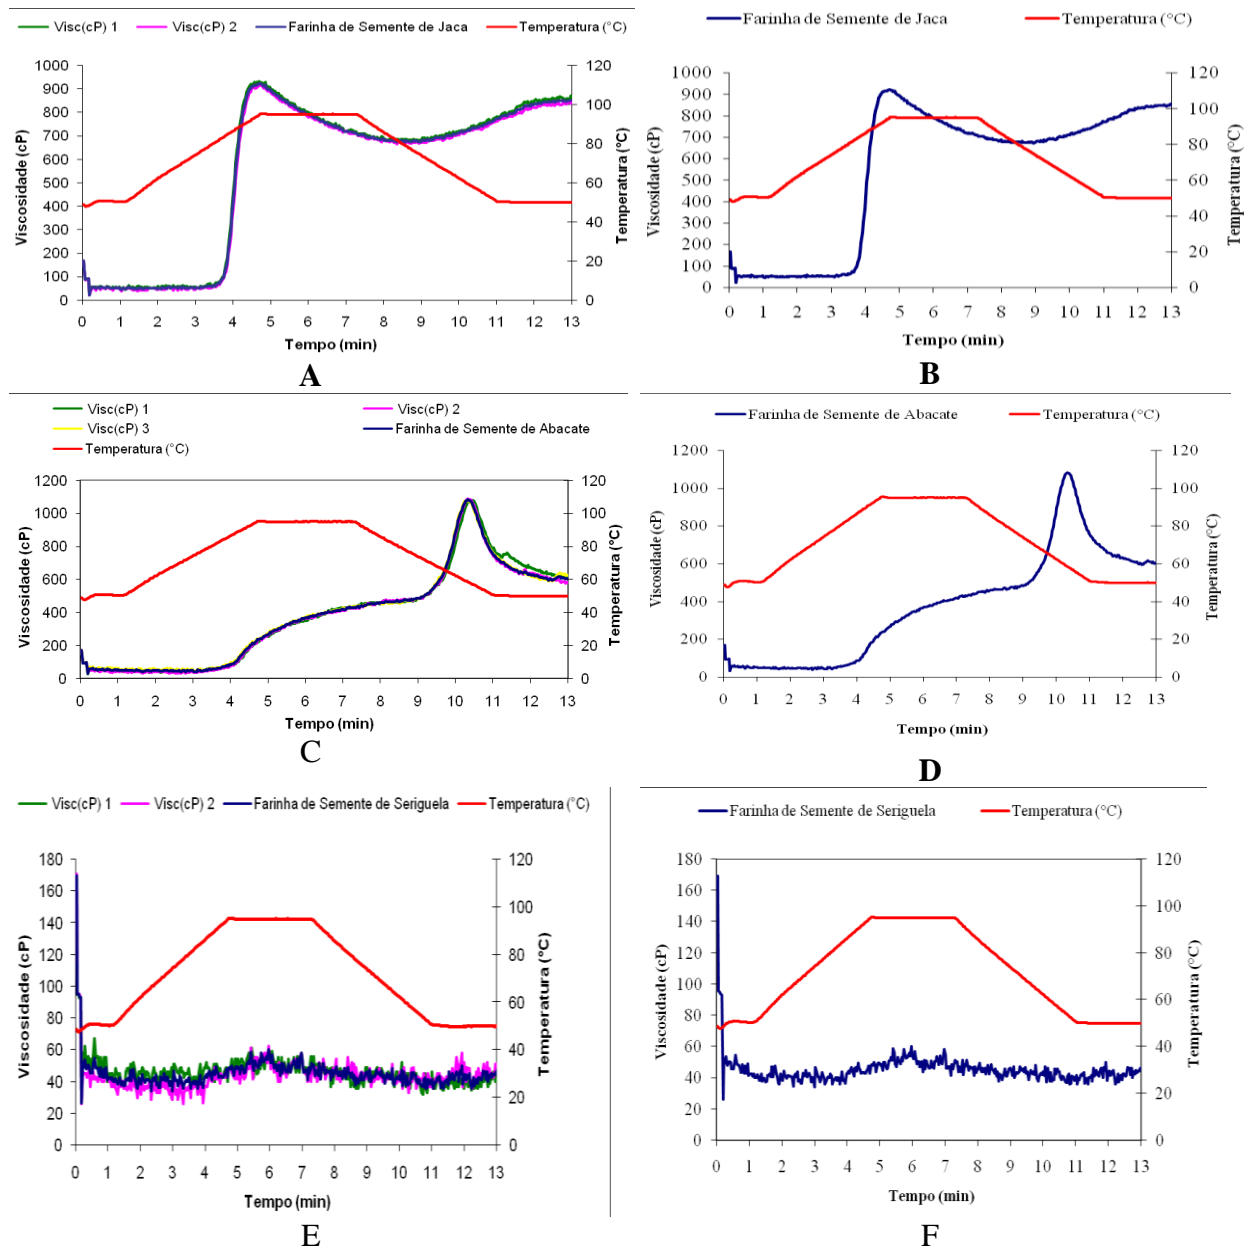 Visc(cP) 1 Visc(cP) 2 Farinha de Semente de Jaca Temperatura (°C)
1000
900
800
700
600
500
400
300
200
100
0
Viscosidade (cP)
120
100
80
60
40
20
0
Temperatura (°C)
0 1 2 3 4 5 6 7 8 9 10 11 12 13
Tempo (min)
A
Farinha de Semente de Jaca Temperatura (°C)
1000
900
800
700
600
500
400
300
200
100
0
Viscosidade (cP)
120
100
80
60
40
20
0
Temperatura (°C)
0 1 2 3 4 5 6 7 8 9 10 11 12 13
Tempo (min)
B
Visc(cP) 1 Visc(cP) 2
Visc(cP) 3 Farinha de Semente de Abacate
Temperatura (°C)
1200
1000
800
600
400
200
0
Viscosidade (cP)
120
100
80
60
40
20
0
Temperatura (°C)
0 1 2 3 4 5 6 7 8 9 10 11 12 13
Tempo (min)
C
Farinha de Semente de Abacate Temperatura (°C)
1200
1000
800
600
400
200
0
Viscosidade (cP)
120
100
80
60
40
20
0
Temperatura (°C)
0 1 2 3 4 5 6 7 8 9 10 11 12 13
Tempo (min)
D
Visc(cP) 1 Visc(cP) 2 Farinha de Semente de Seriguela Temperatura (°C)
180
160
140
120
100
80
60
40
20
0
Viscosidade (cP)
120
100
80
60
40
20
0
Temperatura (°C)
0 1 2 3 4 5 6 7 8 9 10 11 12 13
Tempo (min)
E
Farinha de Semente de Seriguela Temperatura (°C)
180
160
140
120
100
80
60
40
20
0
Viscosidade (cP)
120
100
80
60
40
20
0
Temperatura (°C)
0 1 2 3 4 5 6 7 8 9 10 11 12 13
Tempo (min)
F